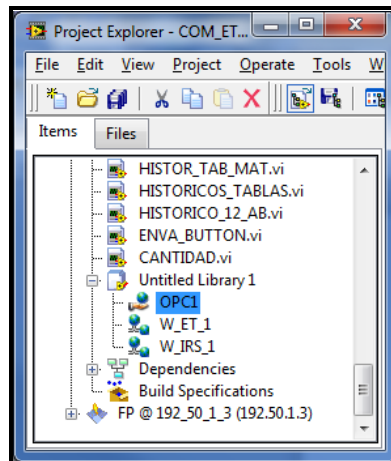 Project Explorer - COM_ET...
File Edit View Project Operate Tools W
Items Files
HISTOR_TAB_MAT.vi
HISTORICOS_TABLAS.vi
HISTORICO_12_AB.vi
ENVA_BUTTON.vi
CANTIDAD.vi
Untitled Library 1
OPC1
W_ET_1
W_IRS_1
Dependencies
Build Specifications
FP @ 192_50_1_3 (192.50.1.3)